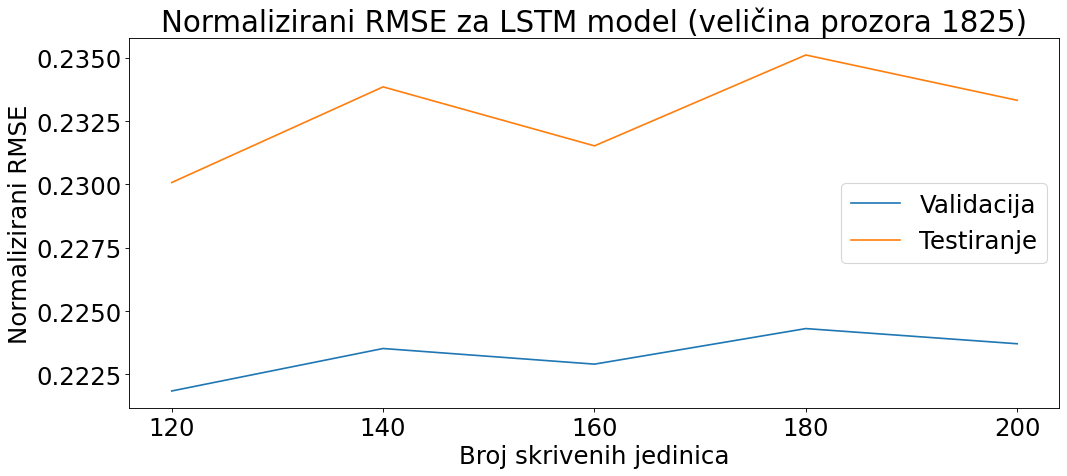 Normalizirani RMSE za LSTM model (veličina prozora 1825)
Normalizirani RMSE
0.2350
0.2325
0.2300
0.2275
0.2250
0.2225
Validacija
Testiranje
120 140 160 180 200
Broj skrivenih jedinica